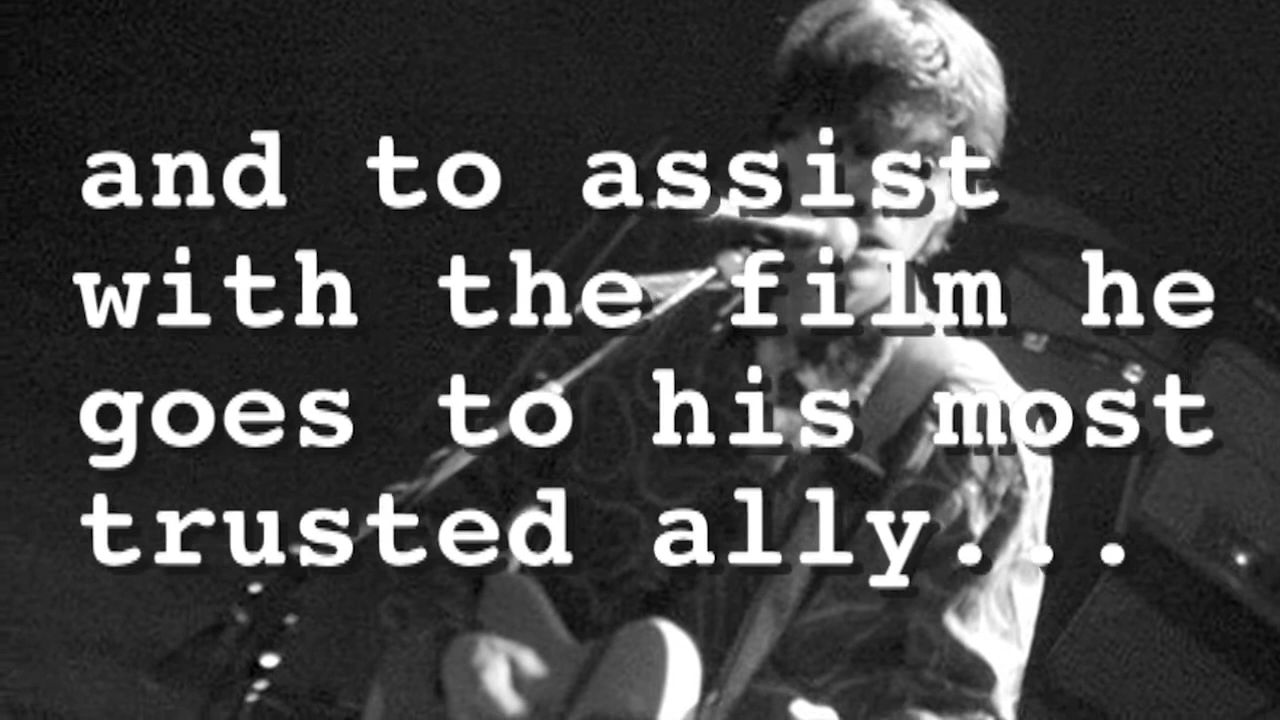 and to assist
with the film he
goes to his most
trusted ally...